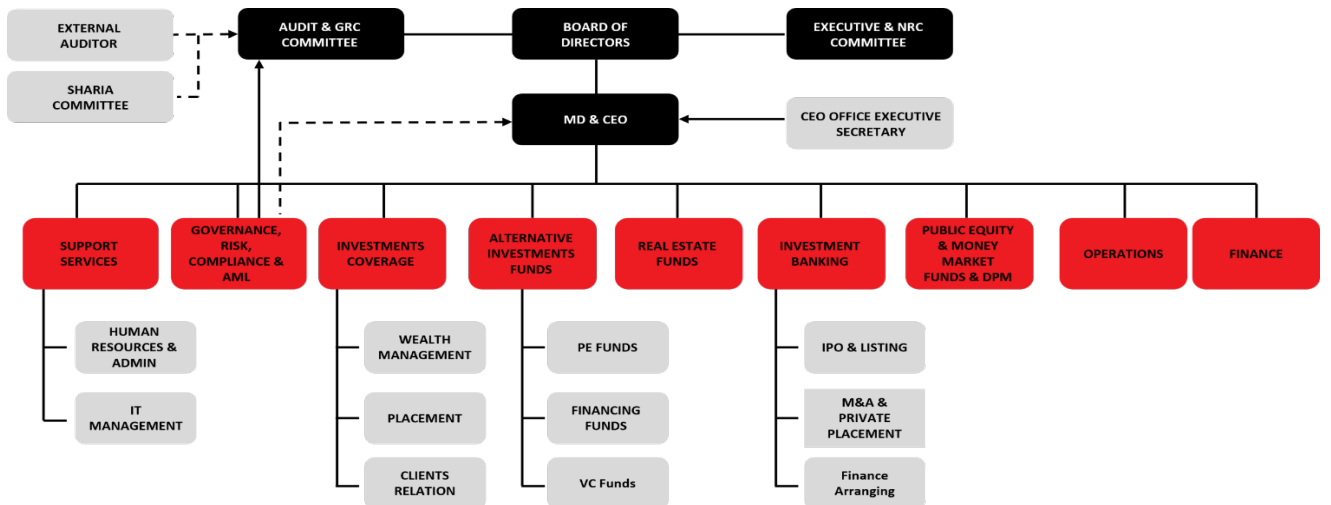 EXTERNAL
AUDITOR
AUDIT & GRC
COMMITTEE
BOARD OF
DIRECTORS
EXECUTIVE & NRC
COMMITTEE
SHARIA
COMMITTEE
MD & CEO
CEO OFFICE EXECUTIVE
SECRETARY
SUPPORT
SERVICES
GOVERNANCE,
RISK,
COMPLIANCE &
AML
INVESTMENTS
COVERAGE
ALTERNATIVE
INVESTMENTS
FUNDS
REAL ESTATE
FUNDS
INVESTMENT
BANKING
PUBLIC EQUITY
& MONEY
MARKET
FUNDS & DPM
OPERATIONS
FINANCE
HUMAN
RESOURCES &
ADMIN
WEALTH
MANAGEMENT
PE FUNDS
IPO & LISTING
IT
MANAGEMENT
PLACEMENT
FINANCING
FUNDS
M&A &
PRIVATE
PLACEMENT
CLIENTS
RELATION
VC Funds
Finance
Arranging